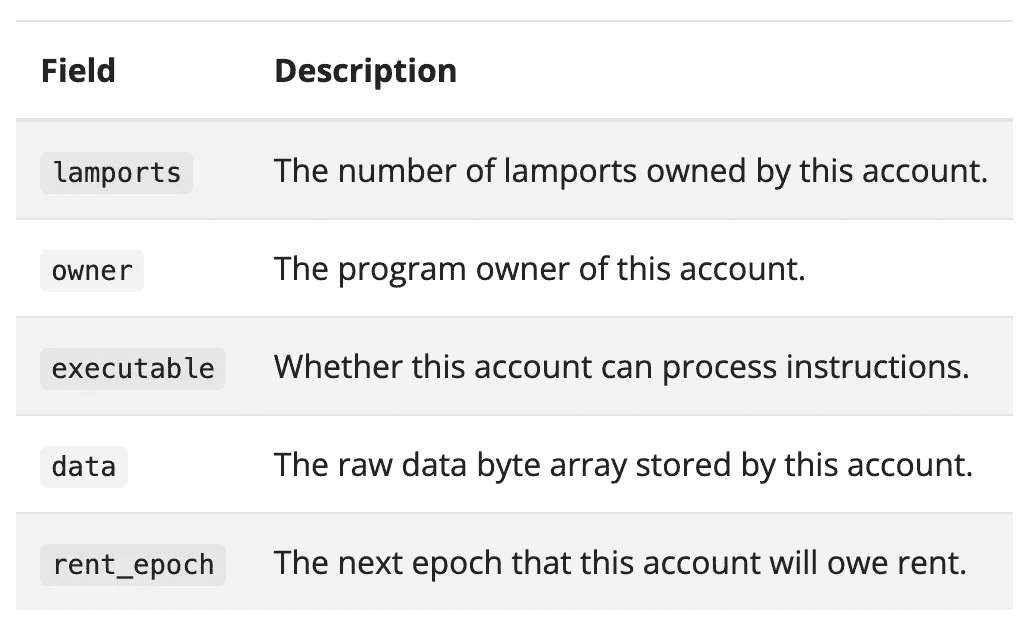 Field Description
lamports The number of lamports owned by this account.
owner The program owner of this account.
executable Whether this account can process instructions.
data The raw data byte array stored by this account.
rent_epoch The next epoch that this account will owe rent.